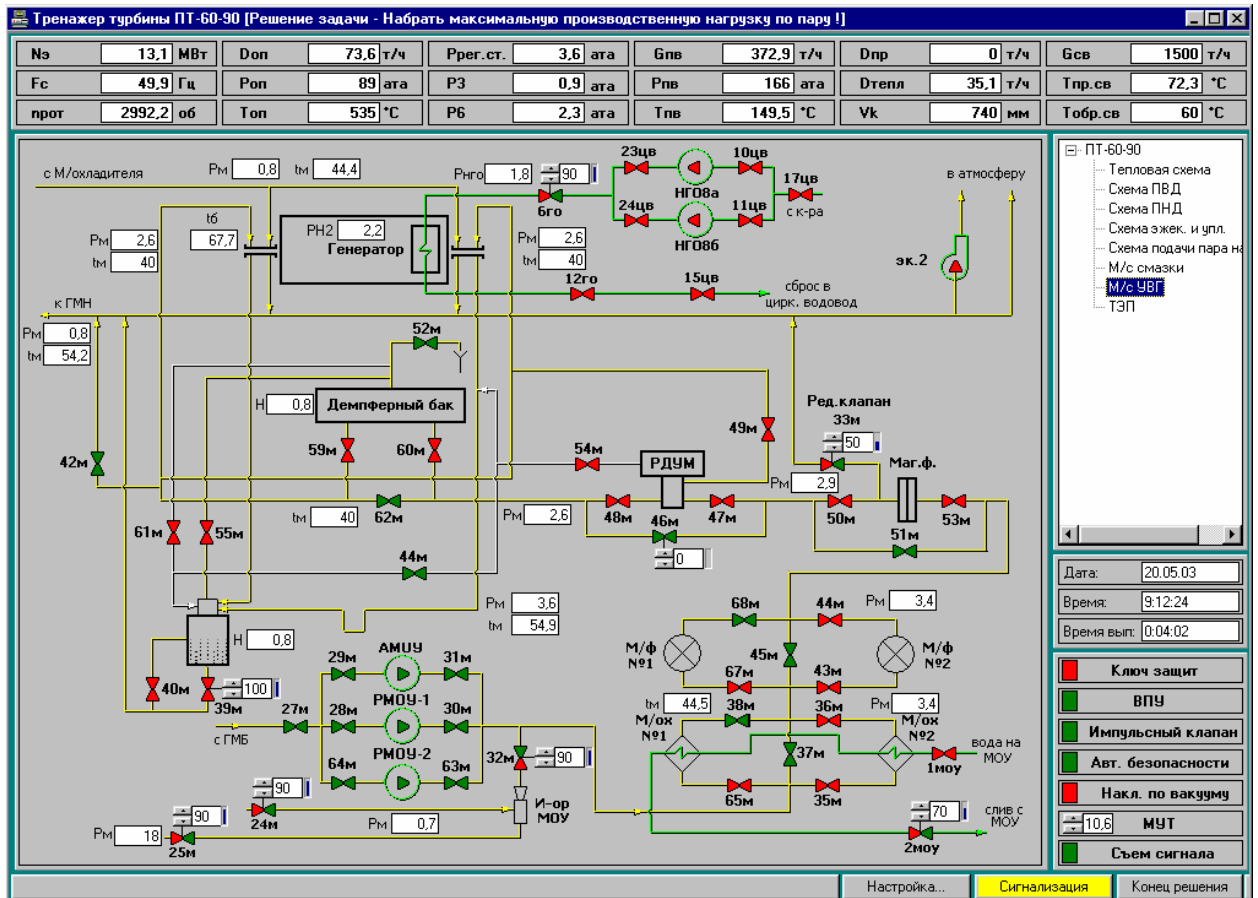 Тренажер турбины ПТ-60-90 [Решение задачи - Набрать максимальную производственную нагрузку по пару !]
Nэ 13,1 МВт Dоп 73,6 т/ч Ррег.ст. 3,6 ата Gпв 372,9 т/ч Dпр 0 т/ч Gсв 1500 т/ч
Fс 49,9 Гц Роп 89 ата Р3 0,9 ата Рпв 166 ата Dтепл 35,1 т/ч Тпр.св 72,3 °С
nрот 2992,2 об Топ 535 °С Р6 2,3 ата Тпв 149,5 °С Vk 740 мм Тобр.св 60 °С
с М/охладителя
Рм 0,8 tм 44,4
Рнго 1,8
90
6го
23цв
10цв
НГО8а
17цв
с к-ра
24цв
11цв
НГО8б
в атмосферу
эк.2
tб
67,7
РН2 2,2
Генератор
Рм 2,6
tм 40
Рм 2,6
tм 40
12го
15цв
сброс в
цирк. водовод
к ГМН
Рм 0,8
tм 54,2
52м
Н 0,8
Демпферный бак
59м
60м
42м
49м
54м
РДУМ
Ред.клапан
33м
50
Рм 2,9
Маг.ф.
61м
55м
tм 40
62м
Рм 2,6
48м
46м
47м
0
50м
53м
51м
44м
Рм 3,6
tм 54,9
Н 0,8
40м
39м
100
с ГМБ
27м
29м
АМОУ
31м
28м
РМОУ-1
30м
64м
РМОУ-2
63м
32м
90
90
24м
И-ор
МОУ
90
Рм 0,7
Рм 18
25м
68м
44м
Рм 3,4
М/ф
№1
45м
М/ф
№2
67м
43м
tм 44,5
38м
36м
Рм 3,4
М/ох
№1
М/ох
№2
37м
вода на
МОУ
1моу
65м
35м
70
слив с
МОУ
2моу
ПТ-60-90
Тепловая схема
Схема ПВД
Схема ПНД
Схема эжек. и упл.
Схема подачи пара на
М/с смазки
М/с УВГ
ТЭП
Дата: 20.05.03
Время: 9:12:24
Время вып: 0:04:02
Ключ защит
ВПУ
Импульсный клапан
Авт. безопасности
Накл. по вакууму
10,6 МУТ
Съем сигнала
Настройка... Сигнализация Конец решения